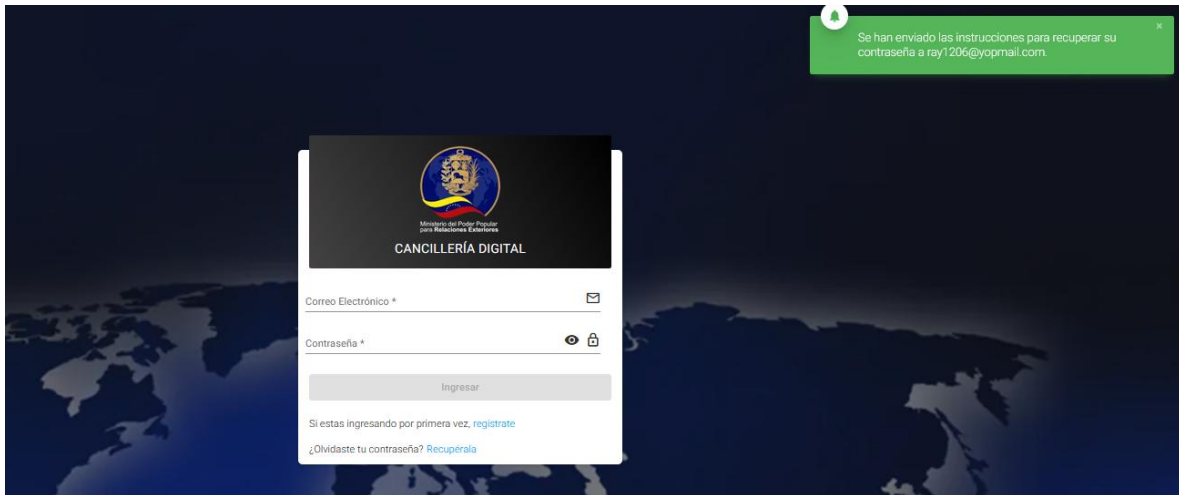 Se han enviado las instrucciones para recuperar su
contraseña a ray1206@yopmail.com.
Ministerio del Poder Popular
para Relaciones Exteriores
CANCILLERÍA DIGITAL
Correo Electrónico *
Contraseña *
Ingresar
Si estas ingresando por primera vez, registrate
¿Olvidaste tu contraseña? Recupérala